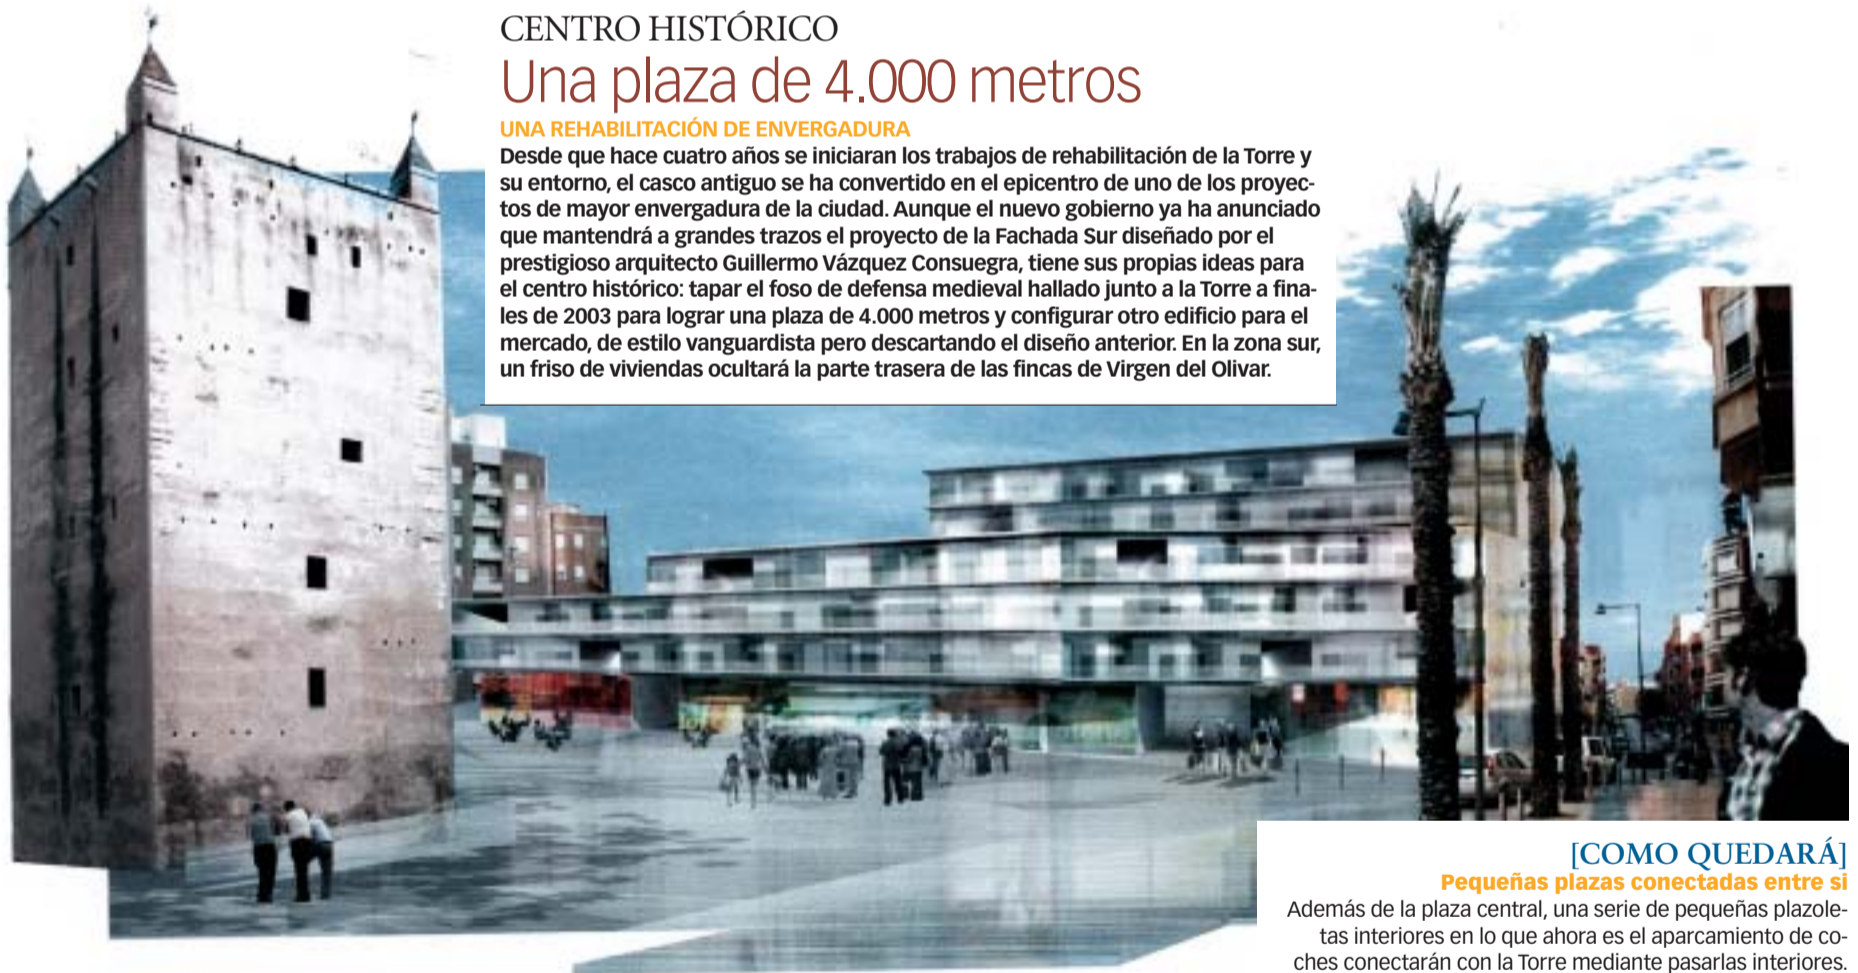 CENTRO HISTÓRICO
Una plaza de 4.000 metros
UNA REHABILITACIÓN DE ENVERGADURA
Desde que hace cuatro años se iniciaran los trabajos de rehabilitación de la Torre y
su entorno, el casco antiguo se ha convertido en el epicentro de uno de los proyec-
tos de mayor envergadura de la ciudad. Aunque el nuevo gobierno ya ha anunciado
que mantendrá a grandes trazos el proyecto de la Fachada Sur diseñado por el
prestigioso arquitecto Guillermo Vázquez Consuegra, tiene sus propias ideas para
el centro histórico: tapar el foso de defensa medieval hallado junto a la Torre a fina-
les de 2003 para lograr una plaza de 4.000 metros y configurar otro edificio para el
mercado, de estilo vanguardista pero descartando el diseño anterior. En la zona sur,
un friso de viviendas ocultará la parte trasera de las fincas de Virgen del Olivar.
[COMO QUEDARÁ]
Pequeñas plazas conectadas entre si
Además de la plaza central, una serie de pequeñas plazole-
tas interiores en lo que ahora es el aparcamiento de co-
ches conectarán con la Torre mediante pasarlas interiores.